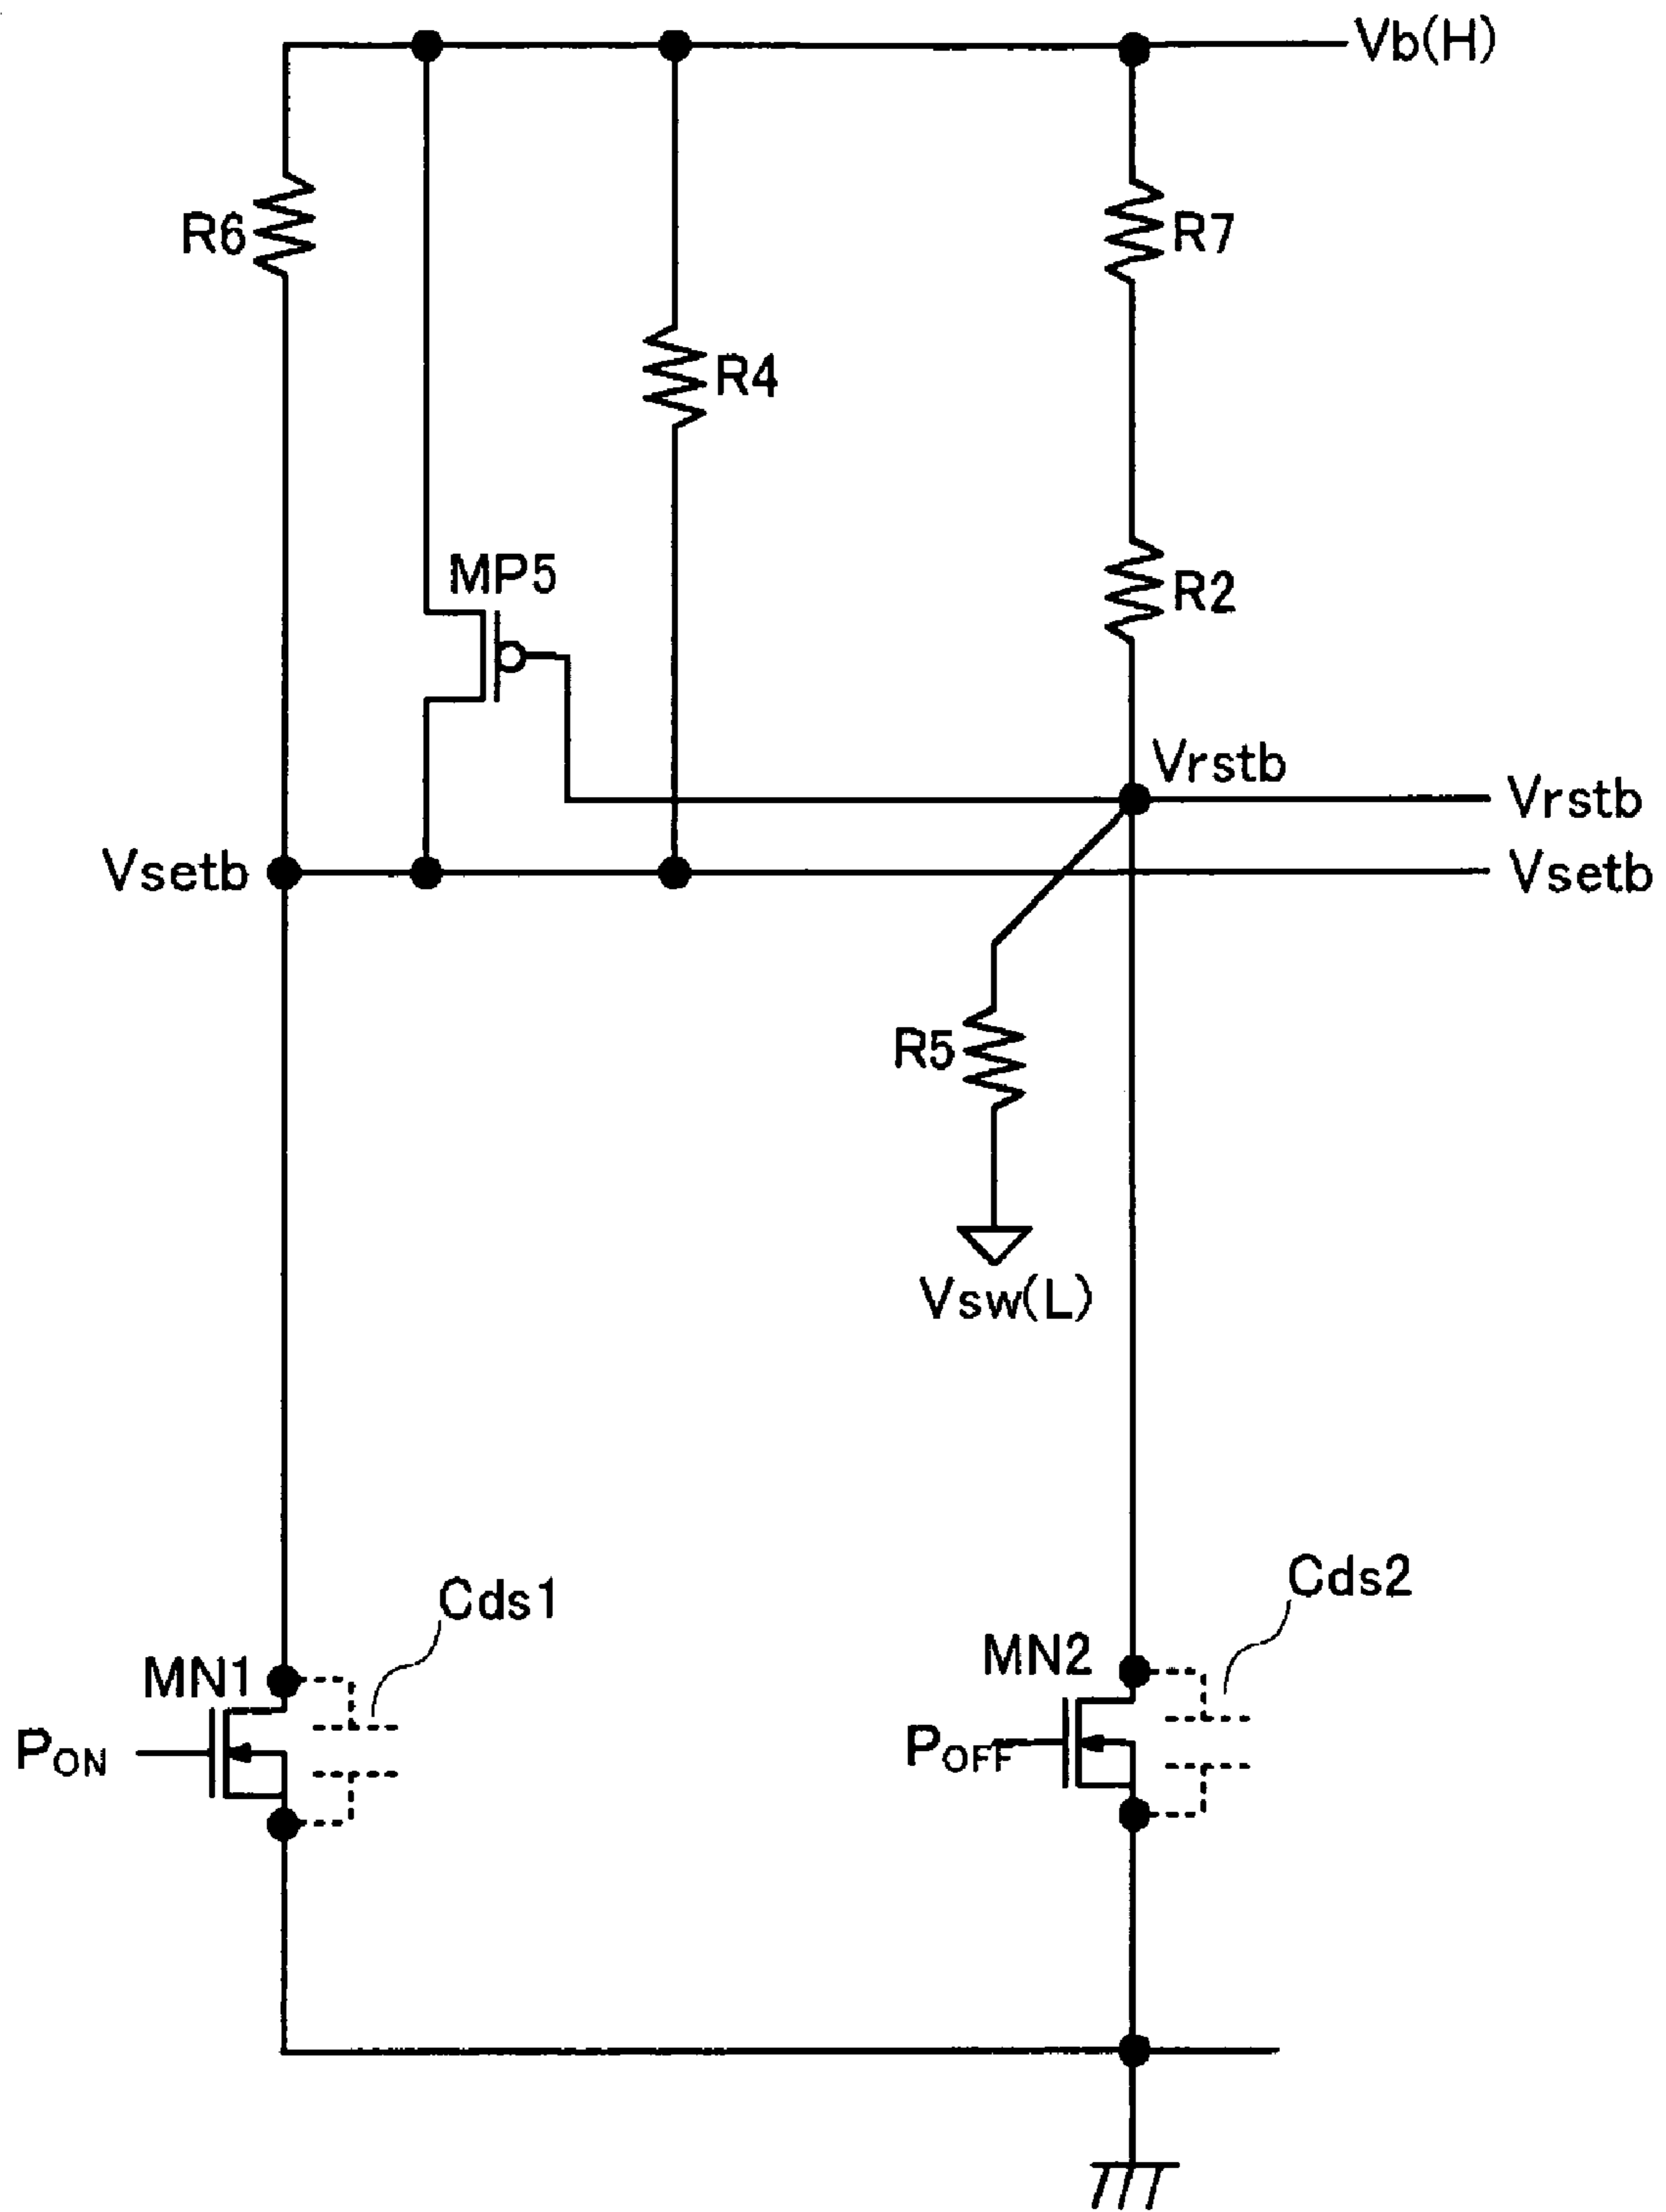 Vb(H)
R6
R7
R4
MP5
R2
Vrstb
Vrstb
Vsetb
Vsetb
R5
Vsw(L)
Cds1
Cds2
MN1
MN2
PON
POFF